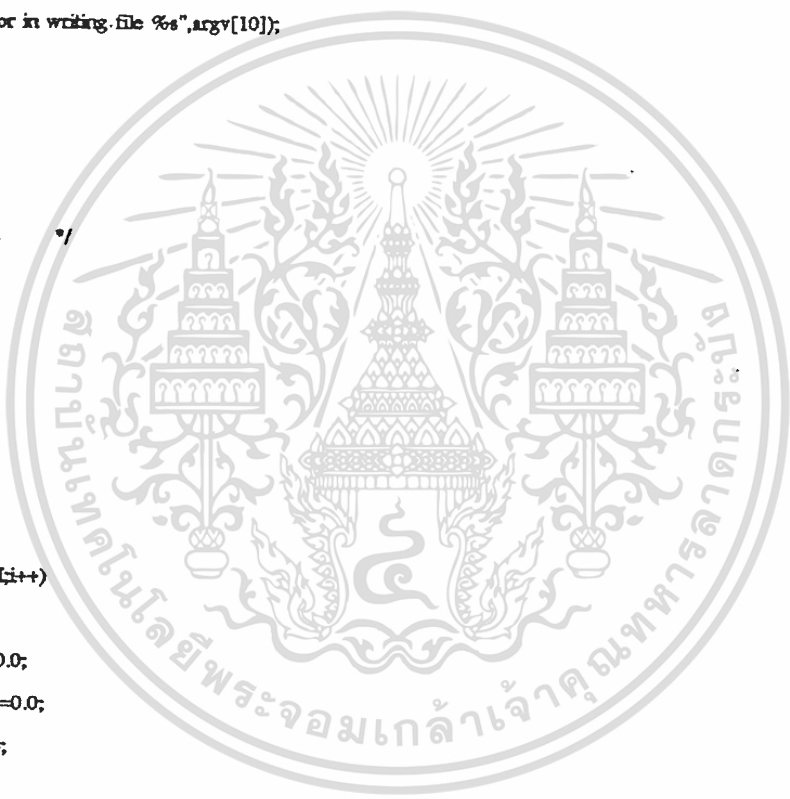 or in writing file %s",argv[10]);
*/
สถาบันเทคโนโลยีพระจอมเกล้าเจ้าคุณทหารลาดกระบัง
;i++)
0.0;
=0.0;
;